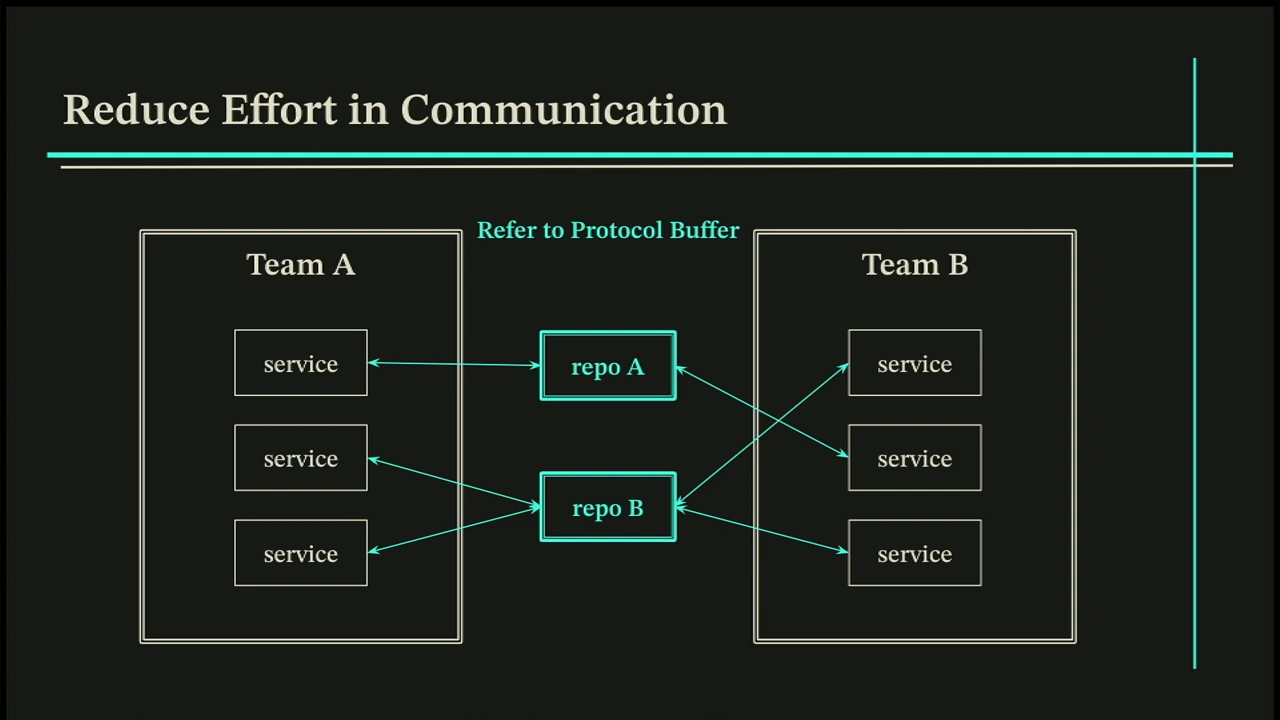 Reduce Effort in Communication
Refer to Protocol Buffer
Team A
service
service
service
repo A
repo B
Team B
service
service
service